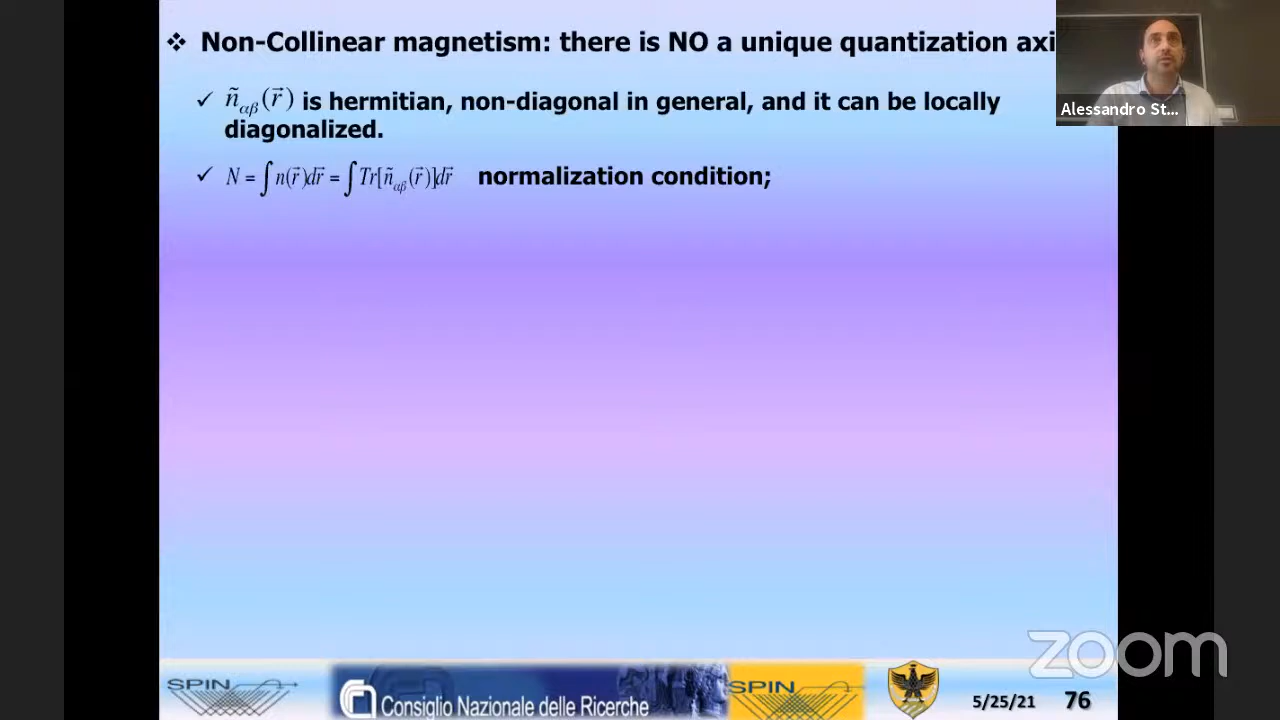 ❖ Non-Collinear magnetism: there is NO a unique quantization axi
Alessandro St...
✓ ñαβ(r⃗) is hermitian, non-diagonal in general, and it can be locally
diagonalized.
✓ N = ∫ n(r⃗)dr⃗ = ∫ Tr[ñαβ(r⃗)]dr⃗ normalization condition;
zoom
SPIN
Consiglio Nazionale delle Ricerche
SPIN
5/25/21 76